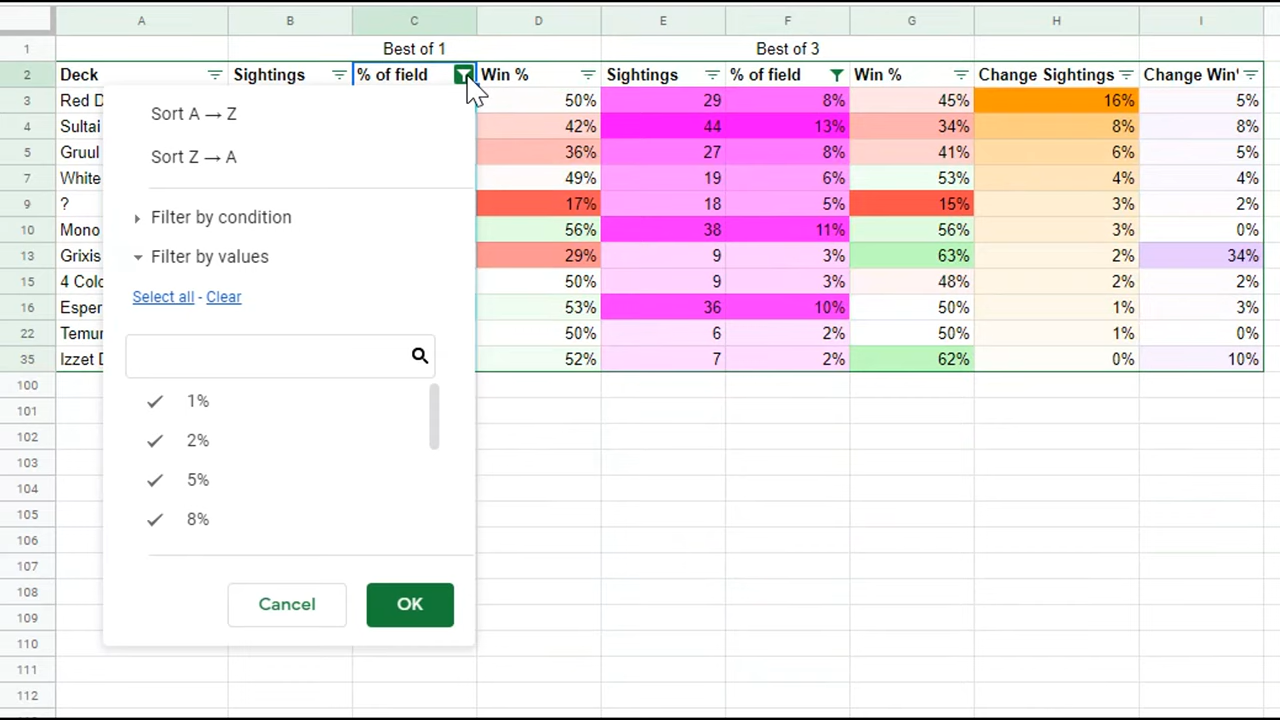 A B C D E F G H I
1 Best of 1 Best of 3
2 Deck Sightings % of field Win % Sightings % of field Win % Change Sightings Change Win'
3 Red D 50% 29 8% 45% 16% 5%
4 Sultai 42% 44 13% 34% 8% 8%
5 Gruul 36% 27 8% 41% 6% 5%
7 White 49% 19 6% 53% 4% 4%
9 ? 17% 18 5% 15% 3% 2%
10 Mono 56% 38 11% 56% 3% 0%
13 Grixis 29% 9 3% 63% 2% 34%
15 4 Colo 50% 9 3% 48% 2% 2%
16 Esper 53% 36 10% 50% 1% 3%
22 Temur 50% 6 2% 50% 1% 0%
35 Izzet D 52% 7 2% 62% 0% 10%
100
101
102
103
104
105
106
107
108
109
110
111
112
Sort A → Z
Sort Z → A
Filter by condition
Filter by values
Select all - Clear
1%
2%
5%
8%
Cancel OK